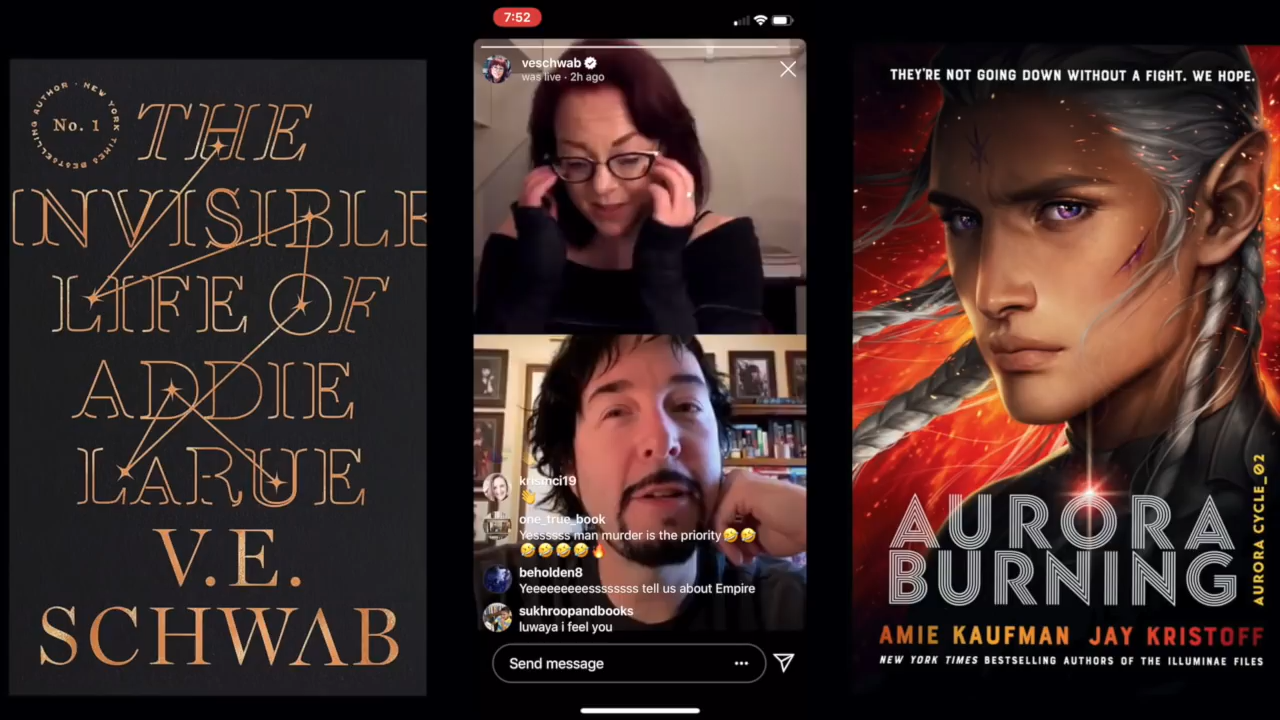 AUTHOR · NEW YORK TIMES BESTSELLING
No. 1
THE
INVISIBLE
LIFE OF
ADDIE
LARUE
V.E.
SCHWAB
7:52
veschwab
was live · 2h ago
krisinci19
👏
one_true_book
Yessssss man murder is the priority🤣🤣
🤣🤣🤣🤣🔥
beholden8
Yeeeeeeeesssssssss tell us about Empire
sukhroopandbooks
luwaya i feel you
Send message
THEY'RE NOT GOING DOWN WITHOUT A FIGHT. WE HOPE.
AURORA
BURNING
AURORA CYCLE_02
AMIE KAUFMAN JAY KRISTOFF
NEW YORK TIMES BESTSELLING AUTHORS OF THE ILLUMINAE FILES